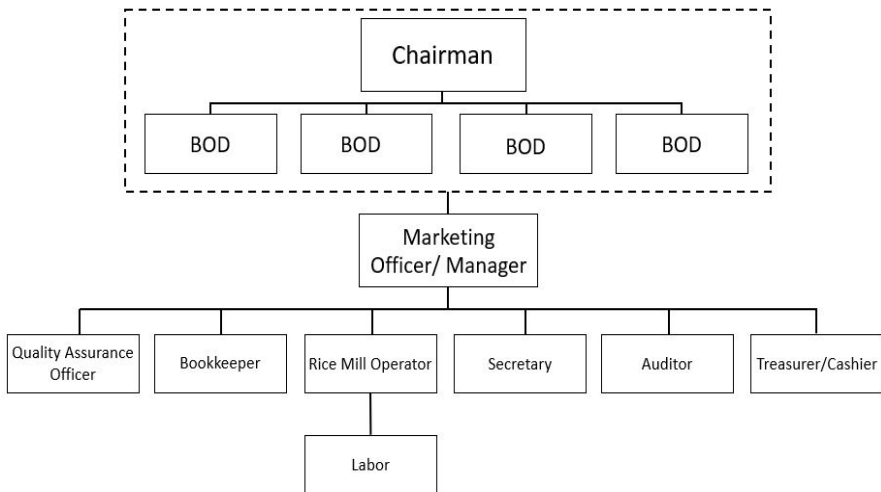 Chairman
BOD
BOD
BOD
BOD
Marketing
Officer/ Manager
Quality Assurance
Officer
Bookkeeper
Rice Mill Operator
Secretary
Auditor
Treasurer/Cashier
Labor